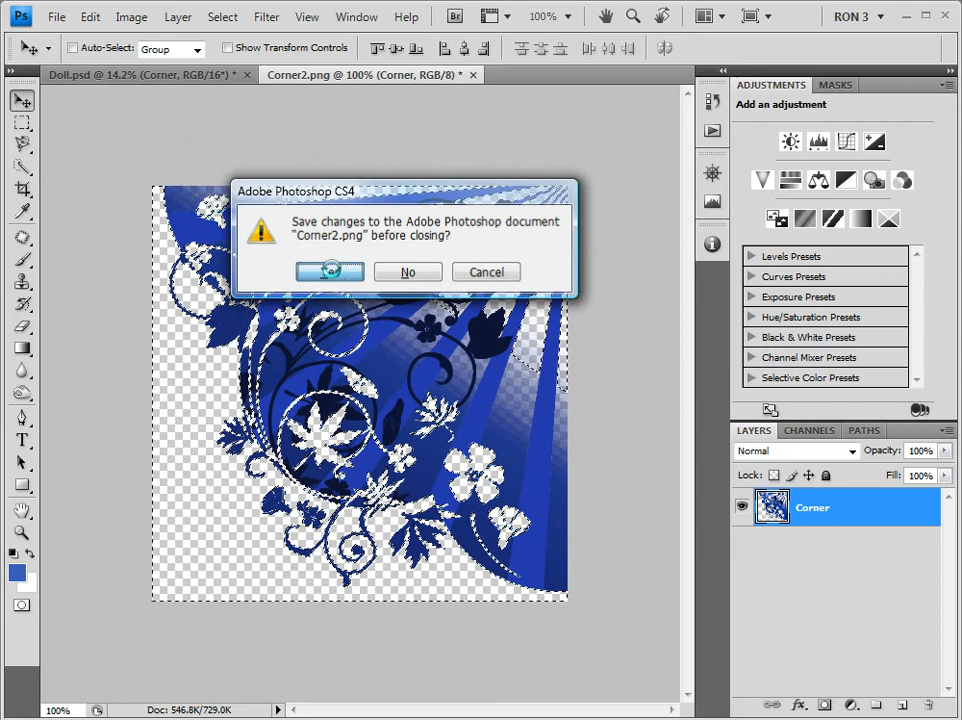 Ps File Edit Image Layer Select Filter View Window Help Br 100% RON 3
Auto-Select: Group Show Transform Controls
Doll.psd @ 14.2% (Corner, RGB/16*) * Corner2.png @ 100% (Corner, RGB/8) *
ADJUSTMENTS MASKS
Add an adjustment
Levels Presets
Curves Presets
Exposure Presets
Hue/Saturation Presets
Black & White Presets
Channel Mixer Presets
Selective Color Presets
LAYERS CHANNELS PATHS
Normal Opacity: 100%
Lock: Fill: 100%
Corner
Adobe Photoshop CS4
Save changes to the Adobe Photoshop document
"Corner2.png" before closing?
No Cancel
T
100% Doc: 546.8K/729.0K
fx